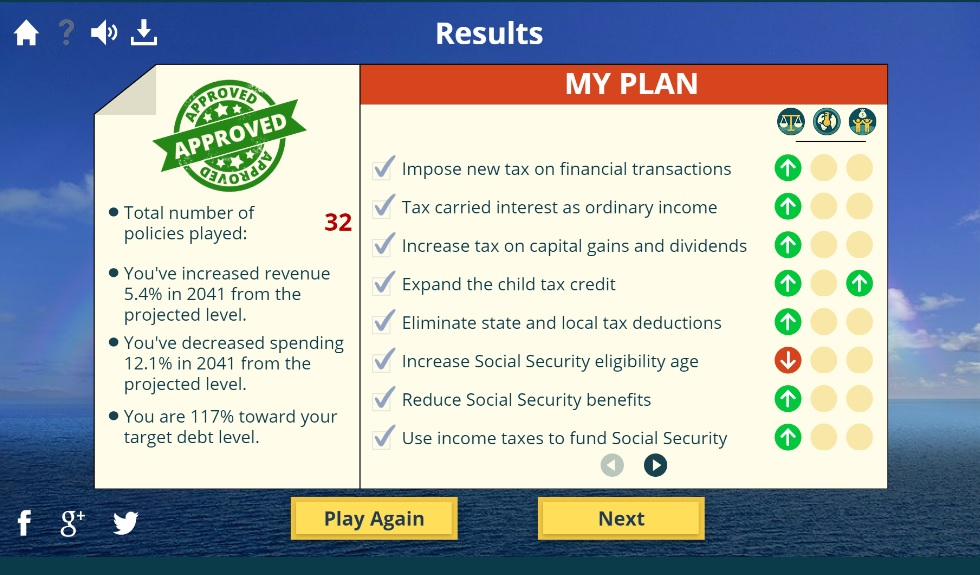 ?
Results
APPROVED
APPROVED
APPROVED
• Total number of
policies played:
32
• You've increased revenue
5.4% in 2041 from the
projected level.
• You've decreased spending
12.1% in 2041 from the
projected level.
• You are 117% toward your
target debt level.
MY PLAN
Impose new tax on financial transactions
Tax carried interest as ordinary income
Increase tax on capital gains and dividends
Expand the child tax credit
Eliminate state and local tax deductions
Increase Social Security eligibility age
Reduce Social Security benefits
Use income taxes to fund Social Security
f
g+
Play Again
Next